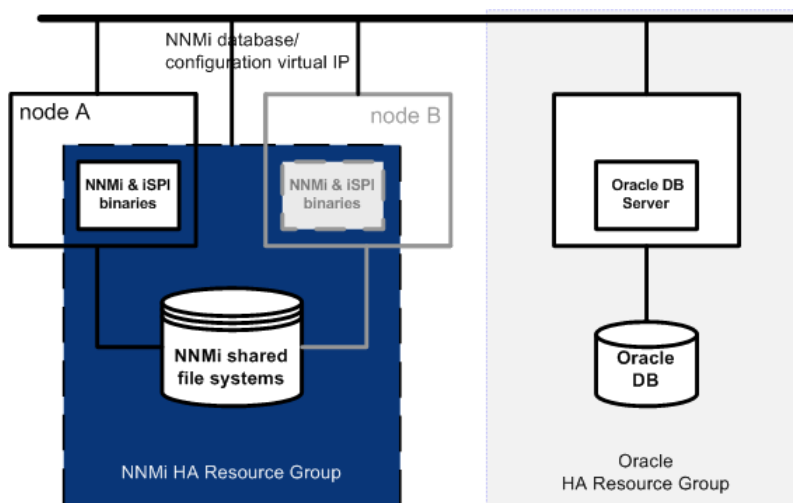 NNMi database/
configuration virtual IP
node A
node B
NNMi & iSPI
binaries
NNMi & iSPI
binaries
Oracle DB
Server
NNMi shared
file systems
Oracle
DB
NNMi HA Resource Group
Oracle
HA Resource Group